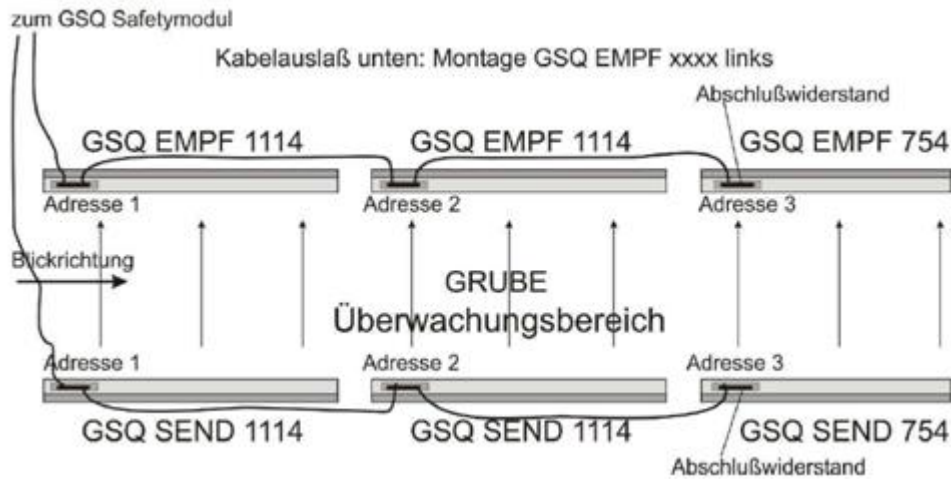 zum GSQ Safetymodul
Kabelauslaß unten: Montage GSQ EMPF xxxx links
Abschlußwiderstand
GSQ EMPF 1114
GSQ EMPF 1114
GSQ EMPF 754
Adresse 1
Adresse 2
Adresse 3
Blickrichtung
GRUBE
Überwachungsbereich
Adresse 1
Adresse 2
Adresse 3
GSQ SEND 1114
GSQ SEND 1114
GSQ SEND 754
Abschlußwiderstand